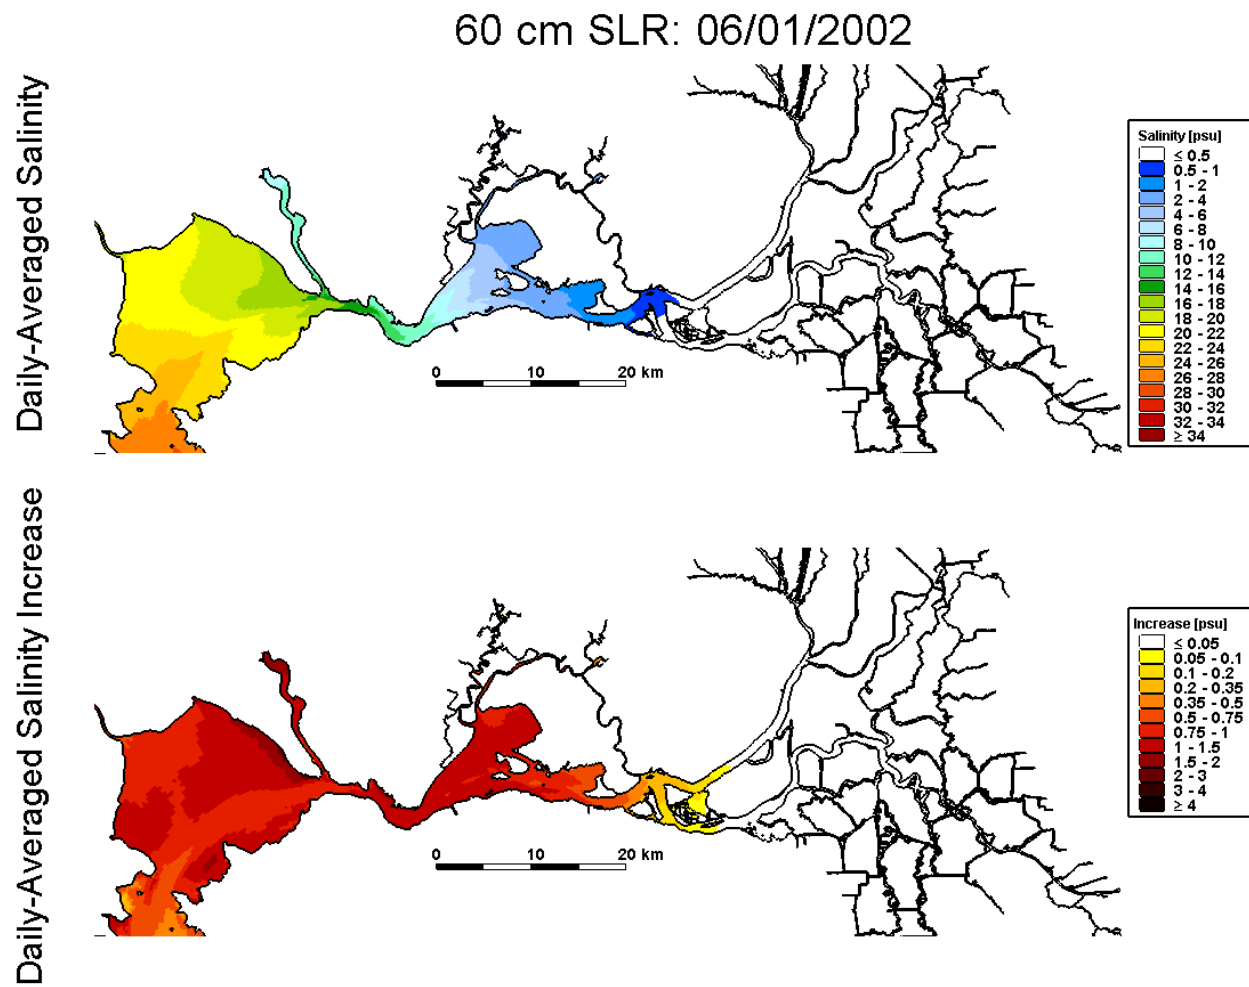 60 cm SLR: 06/01/2002
Daily-Averaged Salinity
Salinity [psu]
≤ 0.5
0.5 - 1
1 - 2
2 - 4
4 - 6
6 - 8
8 - 10
10 - 12
12 - 14
14 - 16
16 - 18
18 - 20
20 - 22
22 - 24
24 - 26
26 - 28
28 - 30
30 - 32
32 - 34
≥ 34
0 10 20 km
Daily-Averaged Salinity Increase
Increase [psu]
≤ 0.05
0.05 - 0.1
0.1 - 0.2
0.2 - 0.35
0.35 - 0.5
0.5 - 0.75
0.75 - 1
1 - 1.5
1.5 - 2
2 - 3
3 - 4
≥ 4
0 10 20 km